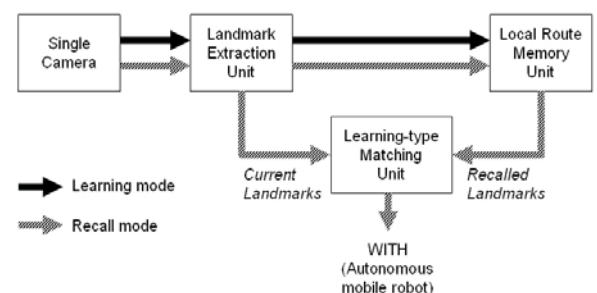 Single
Camera
Landmark
Extraction
Unit
Local Route
Memory
Unit
Learning-type
Matching
Unit
Current
Landmarks
Recalled
Landmarks
Learning mode
Recall mode
WITH
(Autonomous
mobile robot)